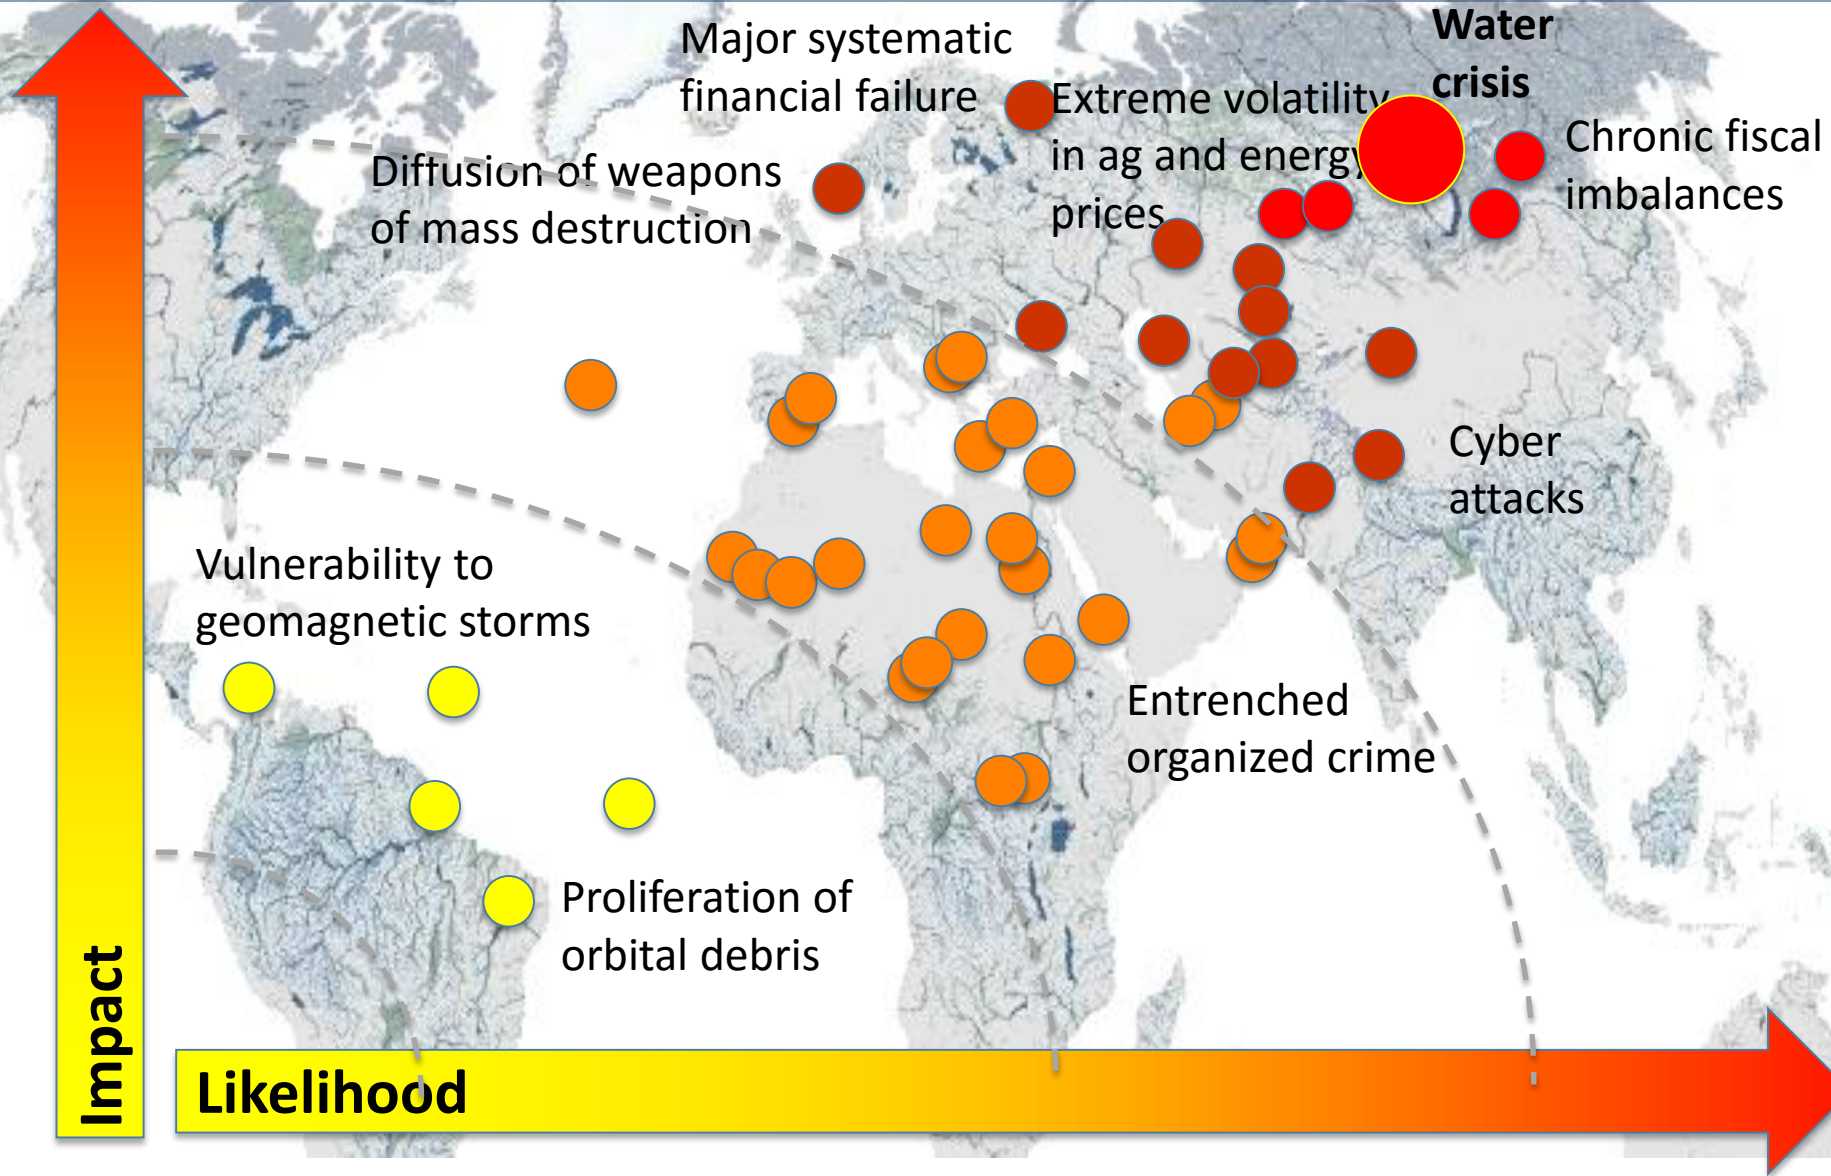 Water
crisis
Major systematic
financial failure
Extreme volatility
in ag and energy
prices
Chronic fiscal
imbalances
Diffusion of weapons
of mass destruction
Cyber
attacks
Vulnerability to
geomagnetic storms
Entrenched
organized crime
Proliferation of
orbital debris
Impact
Likelihood